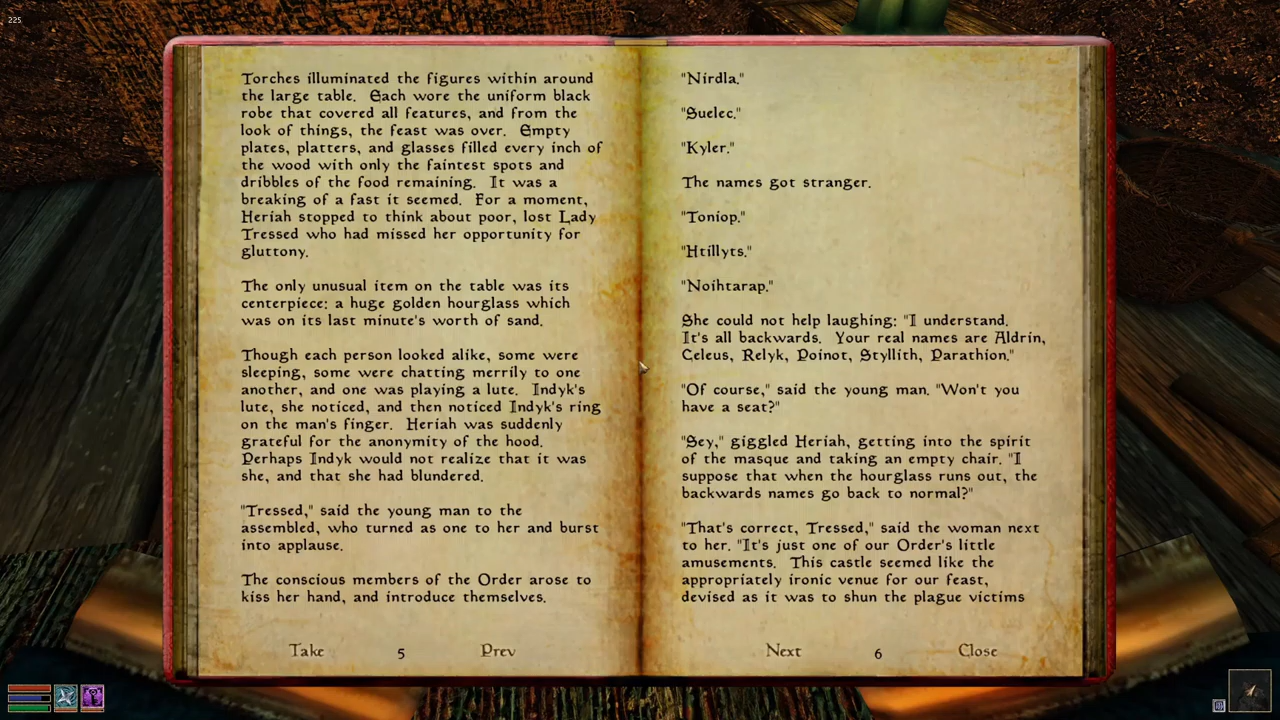 225
Torches illuminated the figures within around
the large table. Each wore the uniform black
robe that covered all features, and from the
look of things, the feast was over. Empty
plates, platters, and glasses filled every inch of
the wood with only the faintest spots and
dribbles of the food remaining. It was a
breaking of a fast it seemed. For a moment,
Heriah stopped to think about poor, lost Lady
Tressed who had missed her opportunity for
gluttony.
The only unusual item on the table was its
centerpiece: a huge golden hourglass which
was on its last minute's worth of sand.
Though each person looked alike, some were
sleeping, some were chatting merrily to one
another, and one was playing a lute. Indyk's
lute, she noticed, and then noticed Indyk's ring
on the man's finger. Heriah was suddenly
grateful for the anonymity of the hood.
Perhaps Indyk would not realize that it was
she, and that she had blundered.
"Tressed," said the young man to the
assembled, who turned as one to her and burst
into applause.
The conscious members of the Order arose to
kiss her hand, and introduce themselves.
Take 5 Prev
"Nirdla."
"Suelec."
"Kyler."
The names got stranger.
"Toniop."
"Htillyts."
"Noihtarap."
She could not help laughing: "I understand.
It's all backwards. Your real names are Aldrin,
Celeus, Relyk, Poinot, Styllith, Parathion."
"Of course," said the young man. "Won't you
have a seat?"
"Sey," giggled Heriah, getting into the spirit
of the masque and taking an empty chair. "I
suppose that when the hourglass runs out, the
backwards names go back to normal?"
"That's correct, Tressed," said the woman next
to her. "It's just one of our Order's little
amusements. This castle seemed like the
appropriately ironic venue for our feast,
devised as it was to shun the plague victims
Next 6 Close